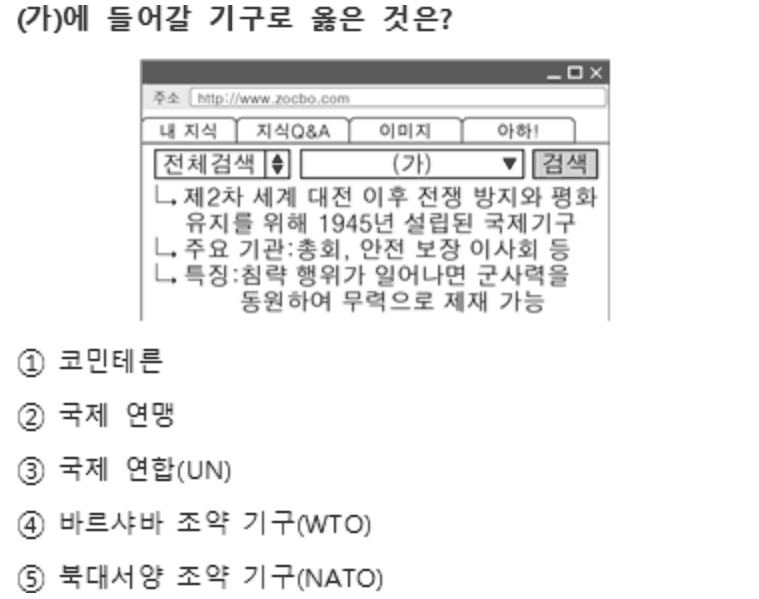 (가)에 들어갈 기구로 옳은 것은?
주소 http://www.zocbo.com
내 지식 지식Q&A 이미지 아하!
전체검색 (가) 검색
제2차 세계 대전 이후 전쟁 방지와 평화
유지를 위해 1945년 설립된 국제기구
주요 기관:총회, 안전 보장 이사회 등
특징:침략 행위가 일어나면 군사력을
동원하여 무력으로 제재 가능
① 코민테른
② 국제 연맹
③ 국제 연합(UN)
④ 바르샤바 조약 기구(WTO)
⑤ 북대서양 조약 기구(NATO)